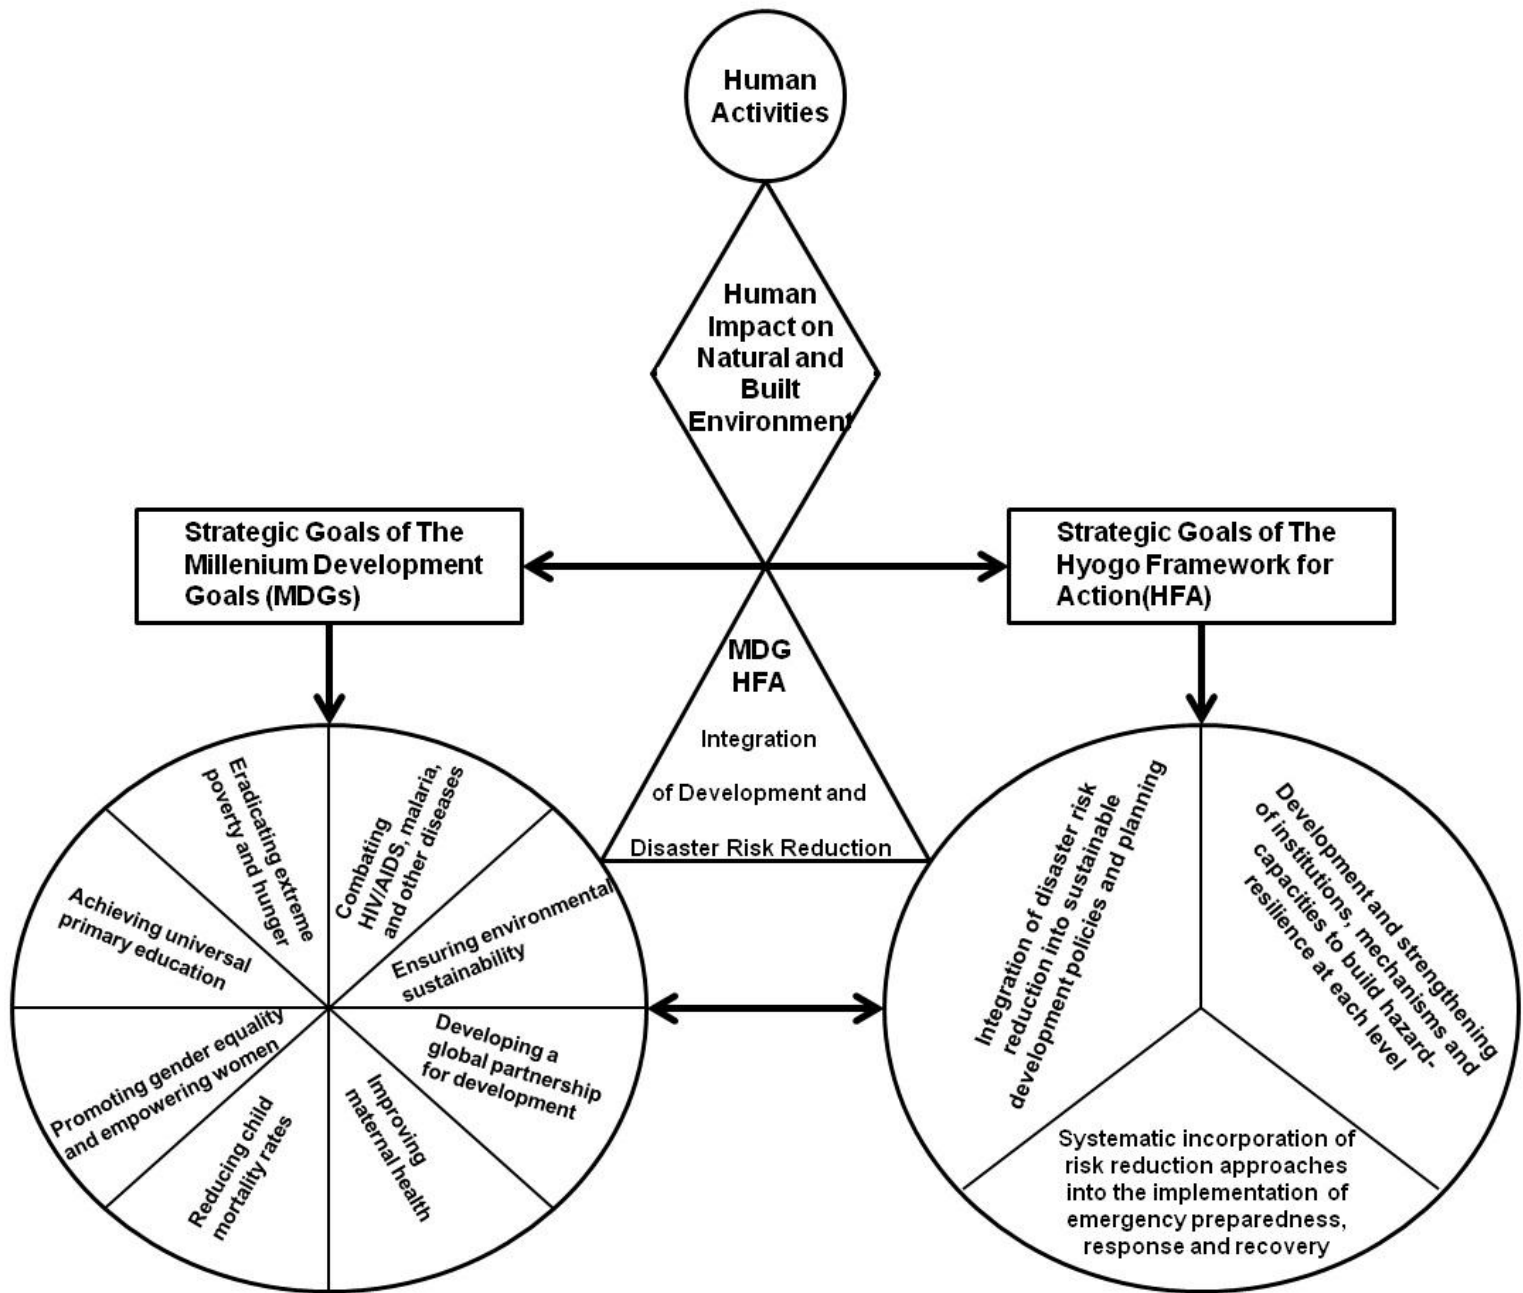 Human
Activities
Human
Impact on
Natural and
Built
Environment
Strategic Goals of The
Millenium Development
Goals (MDGs)
Strategic Goals of The
Hyogo Framework for
Action(HFA)
MDG
HFA
Integration
of Development and
Disaster Risk Reduction
Eradicating extreme
poverty and hunger
Combating
HIV/AIDS, malaria,
and other diseases
Achieving universal
primary education
Ensuring environmental
sustainability
Promoting gender equality
and empowering women
Developing a
global partnership
for development
Reducing child
mortality rates
Improving
maternal health
Integration of disaster risk
reduction into sustainable
development policies and planning
Development and strengthening
of institutions, mechanisms and
capacities to build hazard-
resilience at each level
Systematic incorporation of
risk reduction approaches
into the implementation of
emergency preparedness,
response and recovery